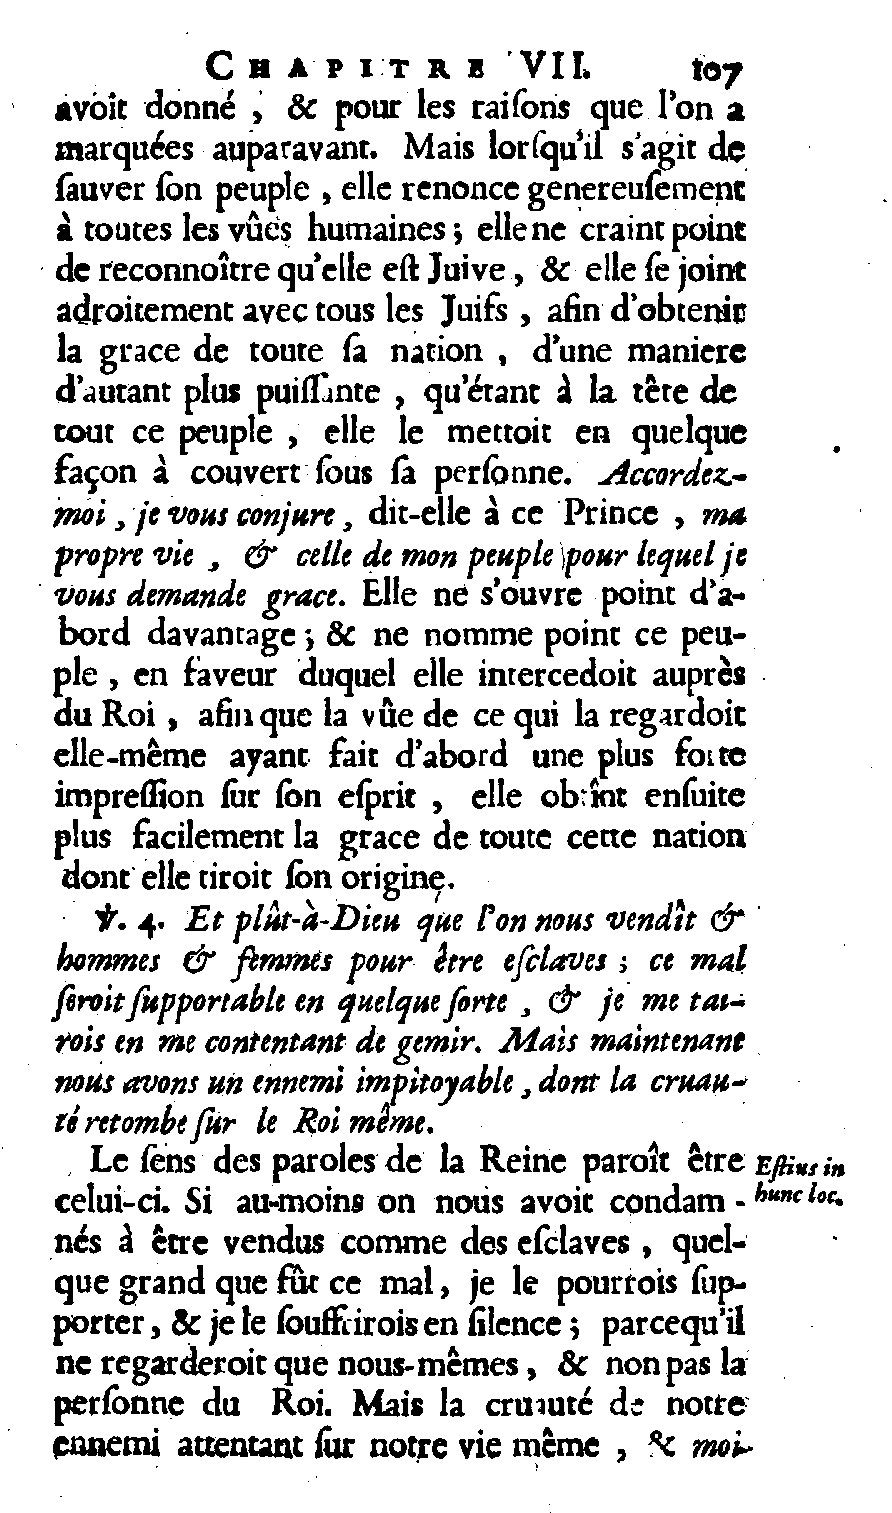 CHAPITRE VII. 107
avoit donné ; & pour les raiſons que l'on a
marquées auparavant. Mais lorſqu'il s'agit de
ſauver ſon peuple , elle renonce genereuſement
à toutes les vûës humaines ; elle ne craint point
de reconnoître qu'elle eſt Juive , & elle ſe joint
adroitement avec tous les Juifs , afin d'obtenir
la grace de toute ſa nation , d'une maniere
d'autant plus puiſſante , qu'étant à la tête de
tout ce peuple , elle le mettoit en quelque
façon à couvert ſous ſa perſonne. Accordez-
moi , je vous conjure , dit-elle à ce Prince , ma
propre vie , & celle de mon peuple pour lequel je
vous demande grace. Elle ne s'ouvre point d'a-
bord davantage ; & ne nomme point ce peu-
ple , en faveur duquel elle intercedoit auprès
du Roi , afin que la vûe de ce qui la regardoit
elle-même ayant fait d'abord une plus forte
impreſſion ſur ſon eſprit , elle obtînt enſuite
plus facilement la grace de toute cette nation
dont elle tiroit ſon origine.
℣. 4. Et plût-à-Dieu que l'on nous vendît &
hommes & femmes pour être eſclaves ; ce mal
ſeroit ſupportable en quelque ſorte , & je me tai-
rois en me contentant de gemir. Mais maintenant
nous avons un ennemi impitoyable , dont la cruau-
té retombe ſur le Roi même.
Le ſens des paroles de la Reine paroît être
celui-ci. Si au-moins on nous avoit condam-
nés à être vendus comme des eſclaves , quel-
que grand que fût ce mal , je le pourrois ſup-
porter , & je le ſouffrirois en ſilence ; parcequ'il
ne regarderoit que nous-mêmes , & non pas la
perſonne du Roi. Mais la cruauté de notre
ennemi attentant ſur notre vie même , & moi-
Eſtius in
hunc loc.